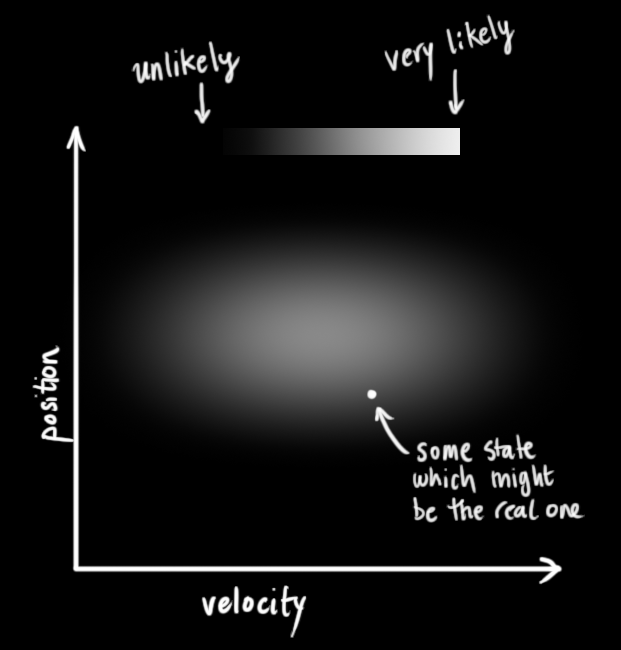 unlikely
very likely
position
some state
which might
be the real one
velocity